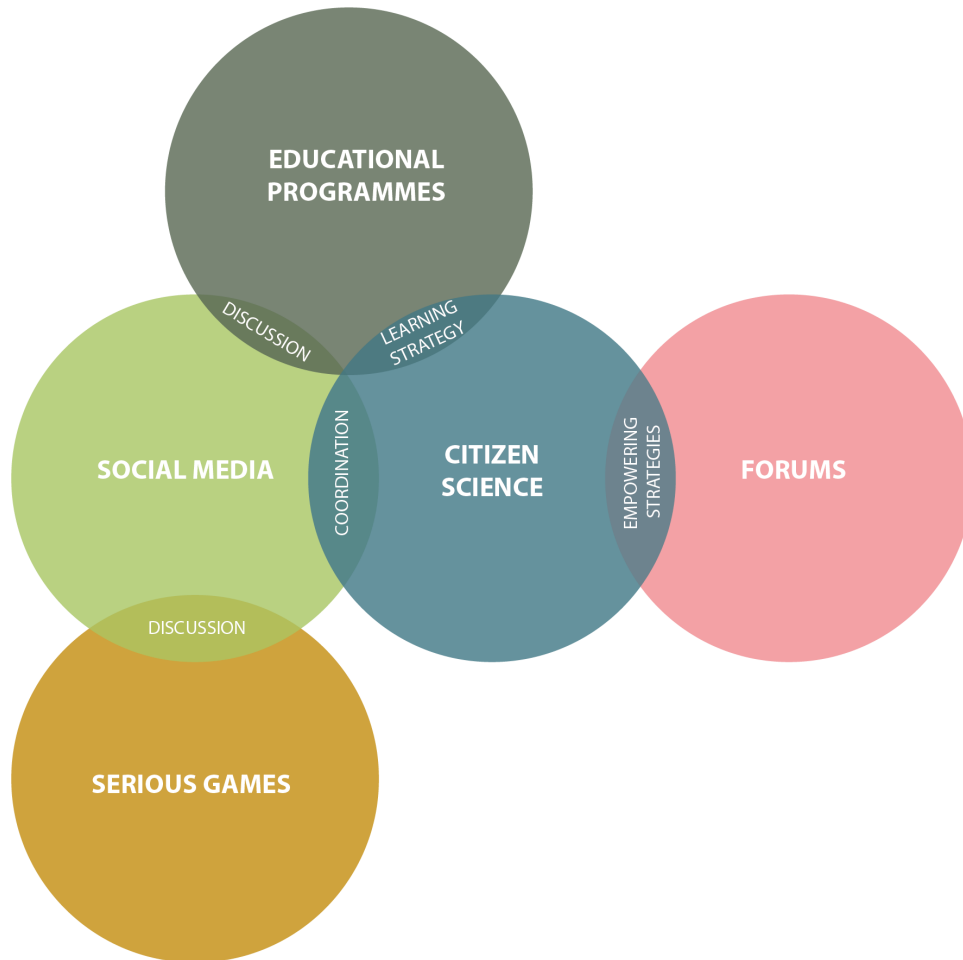 EDUCATIONAL
PROGRAMMES
DISCUSSION
LEARNING
STRATEGY
SOCIAL MEDIA
COORDINATION
CITIZEN
SCIENCE
EMPOWERING
STRATEGIES
FORUMS
DISCUSSION
SERIOUS GAMES